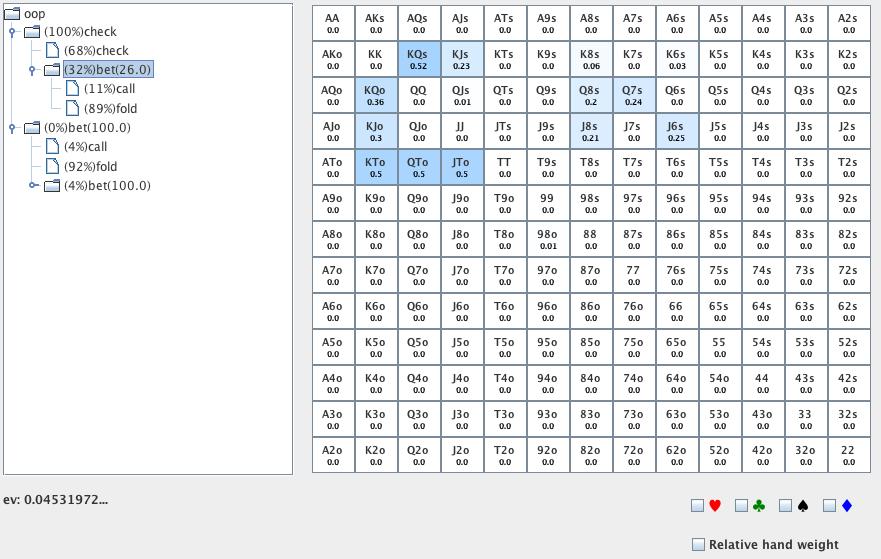 oop
(100%)check
(68%)check
(32%)bet(26.0)
(11%)call
(89%)fold
(0%)bet(100.0)
(4%)call
(92%)fold
(4%)bet(100.0)
AA AKs AQs AJs ATs A9s A8s A7s A6s A5s A4s A3s A2s
0.0 0.0 0.0 0.0 0.0 0.0 0.0 0.0 0.0 0.0 0.0 0.0 0.0
AKo KK KQs KJs KTs K9s K8s K7s K6s K5s K4s K3s K2s
0.0 0.0 0.52 0.23 0.0 0.0 0.06 0.0 0.03 0.0 0.0 0.0 0.0
AQo KQo QQ QJs QTs Q9s Q8s Q7s Q6s Q5s Q4s Q3s Q2s
0.0 0.36 0.0 0.01 0.0 0.0 0.2 0.24 0.0 0.0 0.0 0.0 0.0
AJo KJo QJo JJ JTs J9s J8s J7s J6s J5s J4s J3s J2s
0.0 0.3 0.0 0.0 0.0 0.0 0.21 0.0 0.25 0.0 0.0 0.0 0.0
ATo KTo QTo JTo TT T9s T8s T7s T6s T5s T4s T3s T2s
0.0 0.5 0.5 0.5 0.0 0.0 0.0 0.0 0.0 0.0 0.0 0.0 0.0
A9o K9o Q9o J9o T9o 99 98s 97s 96s 95s 94s 93s 92s
0.0 0.0 0.0 0.0 0.0 0.0 0.0 0.0 0.0 0.0 0.0 0.0 0.0
A8o K8o Q8o J8o T8o 98o 88 87s 86s 85s 84s 83s 82s
0.0 0.0 0.0 0.0 0.0 0.01 0.0 0.0 0.0 0.0 0.0 0.0 0.0
A7o K7o Q7o J7o T7o 97o 87o 77 76s 75s 74s 73s 72s
0.0 0.0 0.0 0.0 0.0 0.0 0.0 0.0 0.0 0.0 0.0 0.0 0.0
A6o K6o Q6o J6o T6o 96o 86o 76o 66 65s 64s 63s 62s
0.0 0.0 0.0 0.0 0.0 0.0 0.0 0.0 0.0 0.0 0.0 0.0 0.0
A5o K5o Q5o J5o T5o 95o 85o 75o 65o 55 54s 53s 52s
0.0 0.0 0.0 0.0 0.0 0.0 0.0 0.0 0.0 0.0 0.0 0.0 0.0
A4o K4o Q4o J4o T4o 94o 84o 74o 64o 54o 44 43s 42s
0.0 0.0 0.0 0.0 0.0 0.0 0.0 0.0 0.0 0.0 0.0 0.0 0.0
A3o K3o Q3o J3o T3o 93o 83o 73o 63o 53o 43o 33 32s
0.0 0.0 0.0 0.0 0.0 0.0 0.0 0.0 0.0 0.0 0.0 0.0 0.0
A2o K2o Q2o J2o T2o 92o 82o 72o 62o 52o 42o 32o 22
0.0 0.0 0.0 0.0 0.0 0.0 0.0 0.0 0.0 0.0 0.0 0.0 0.0
ev: 0.04531972...
Relative hand weight